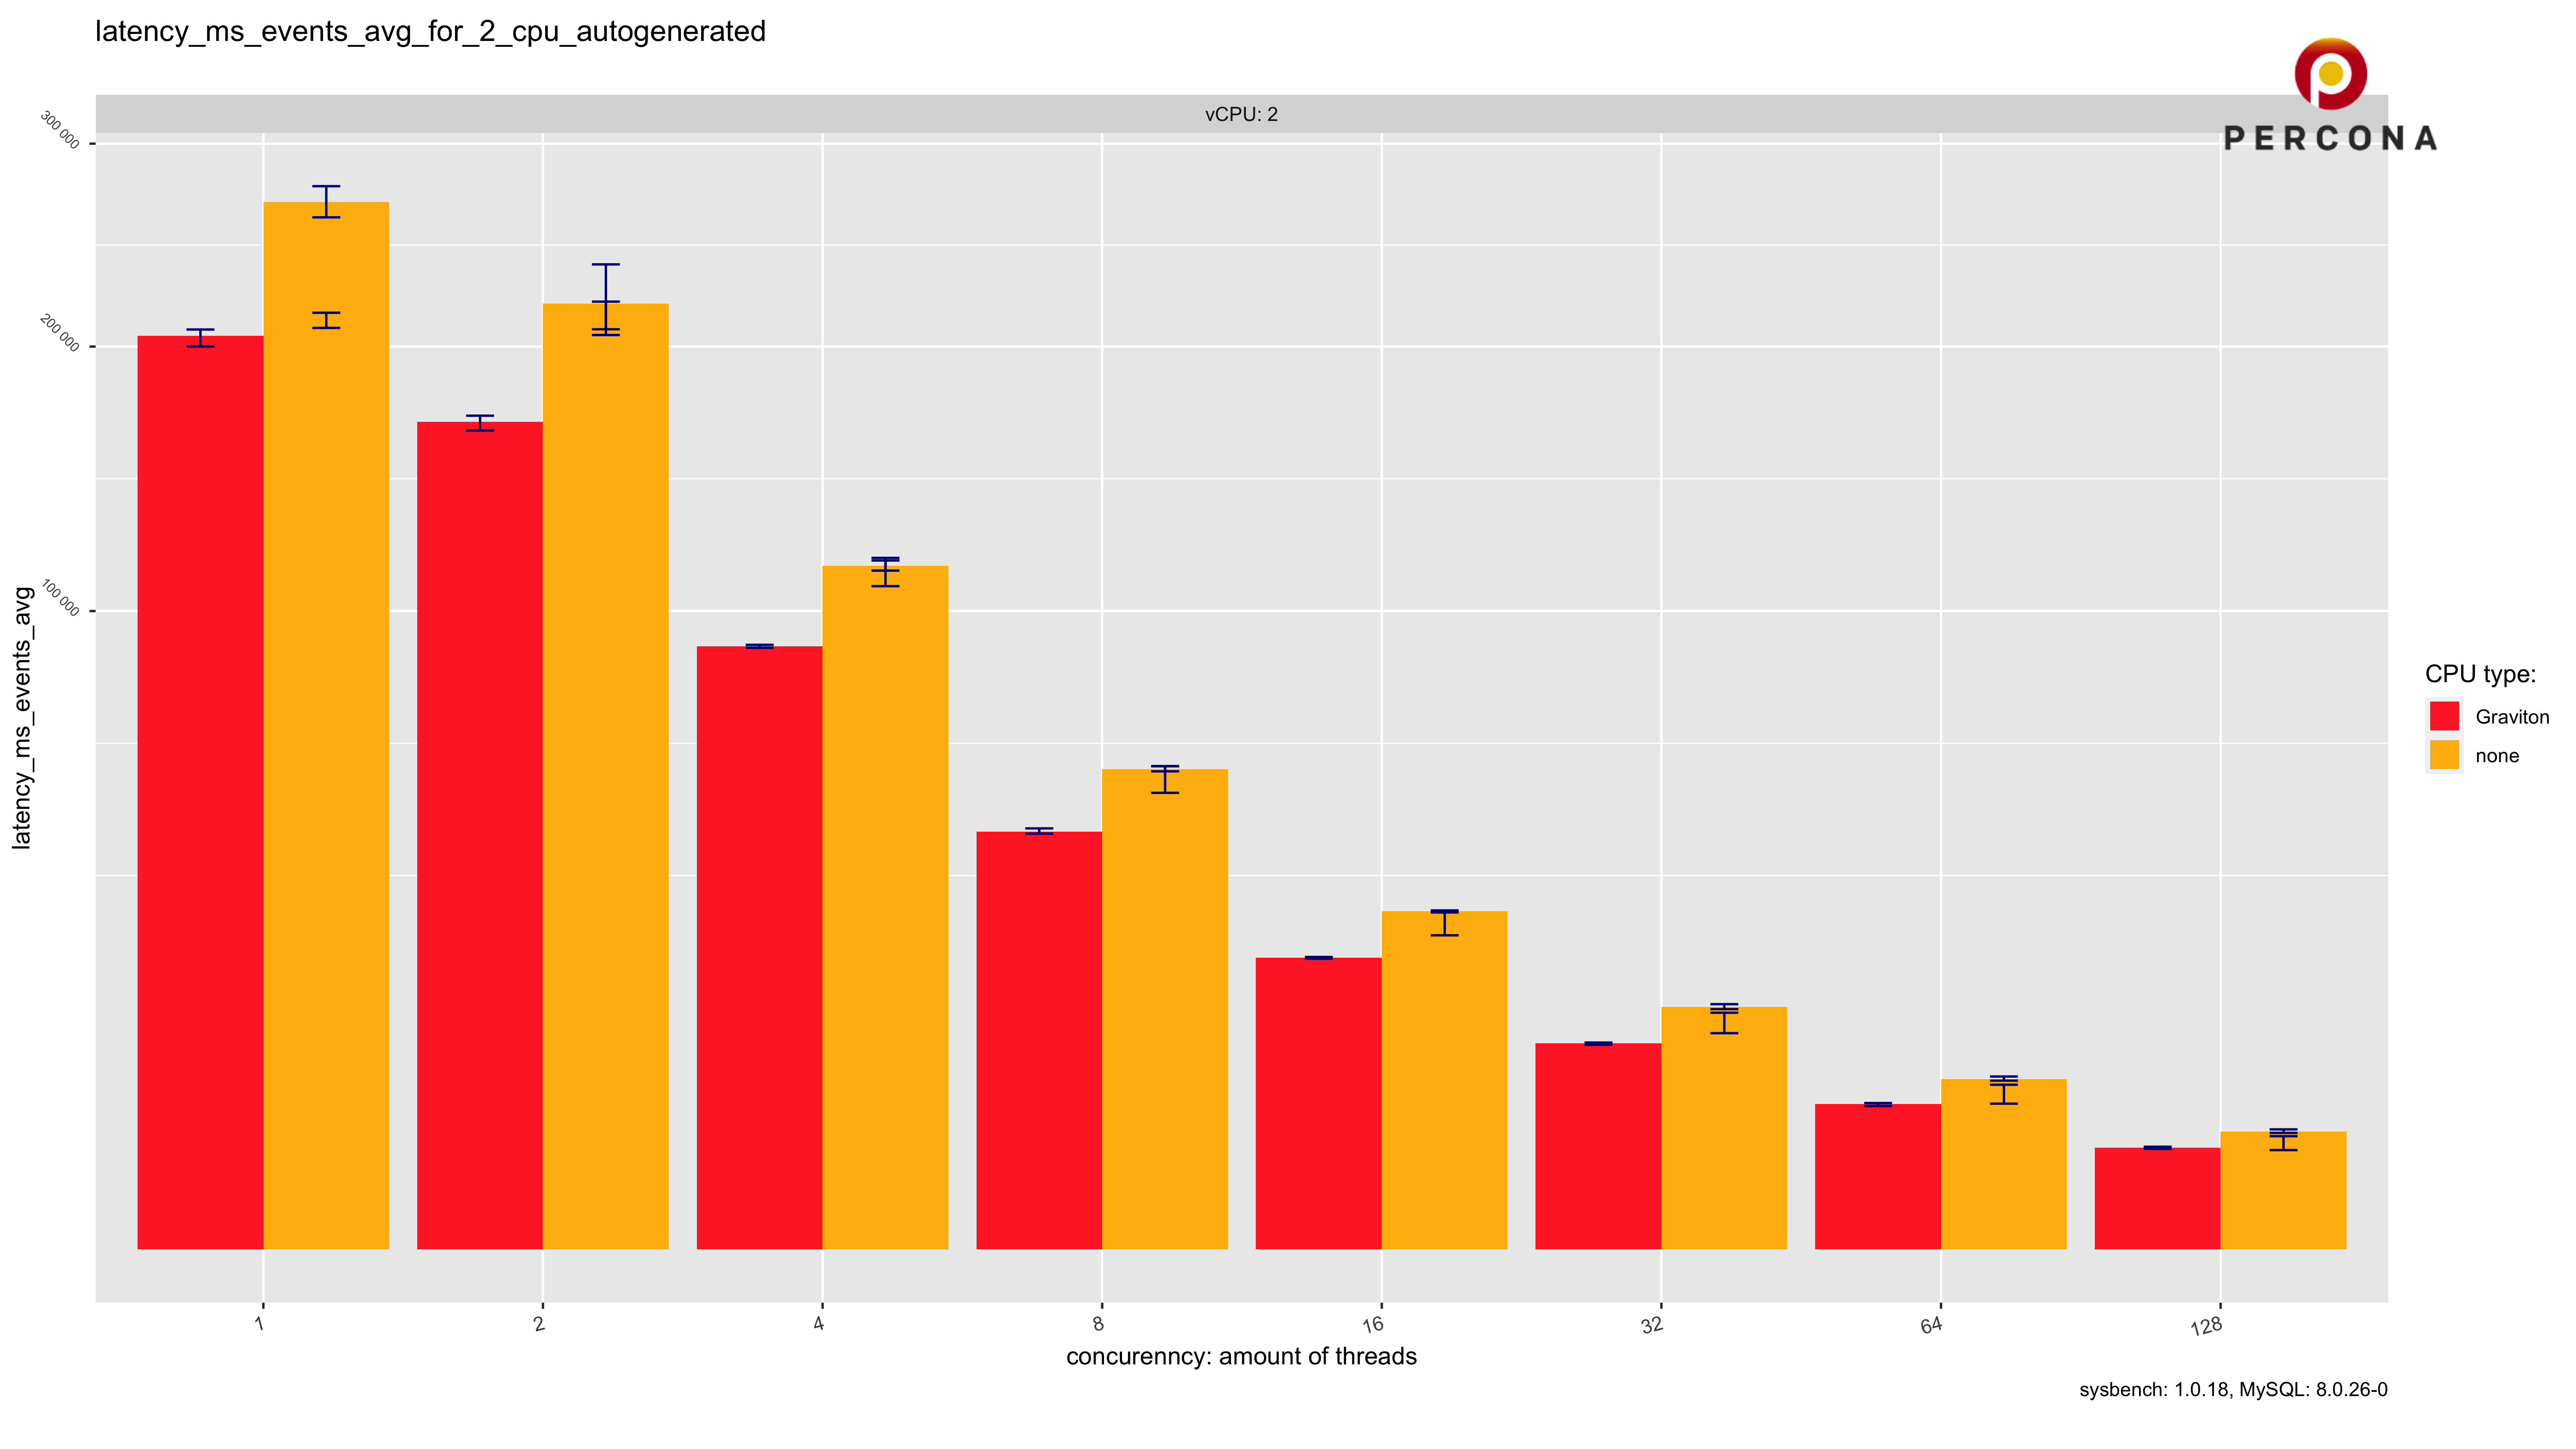 latency_ms_events_avg_for_2_cpu_autogenerated
PERCONA
vCPU: 2
300 000
200 000
100 000
latency_ms_events_avg
CPU type:
Graviton
none
1
2
4
8
16
32
64
128
concurenncy: amount of threads
sysbench: 1.0.18, MySQL: 8.0.26-0